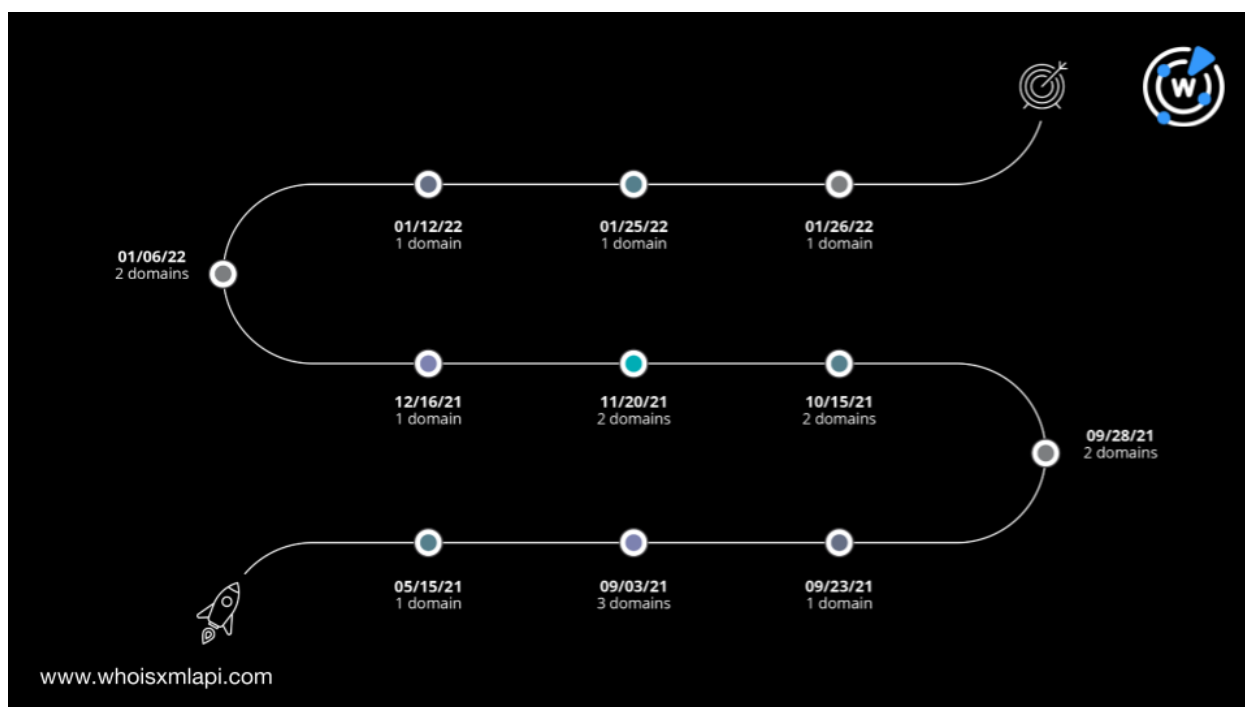 W
01/12/22
1 domain
01/25/22
1 domain
01/26/22
1 domain
01/06/22
2 domains
12/16/21
1 domain
11/20/21
2 domains
10/15/21
2 domains
09/28/21
2 domains
05/15/21
1 domain
09/03/21
3 domains
09/23/21
1 domain
www.whoisxmlapi.com